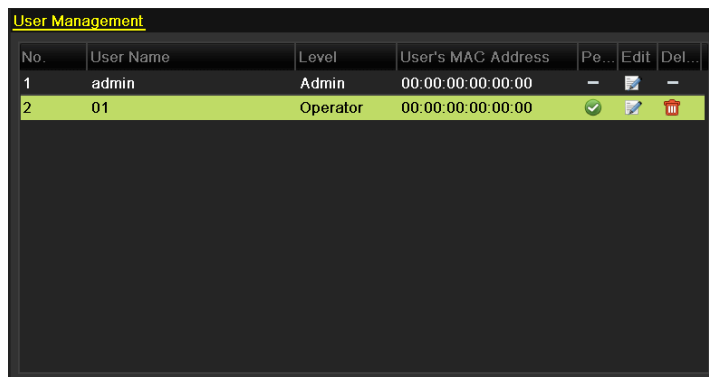 User Management
No. User Name Level User's MAC Address Pe... Edit Del...
1 admin Admin 00:00:00:00:00:00 – –
2 01 Operator 00:00:00:00:00:00